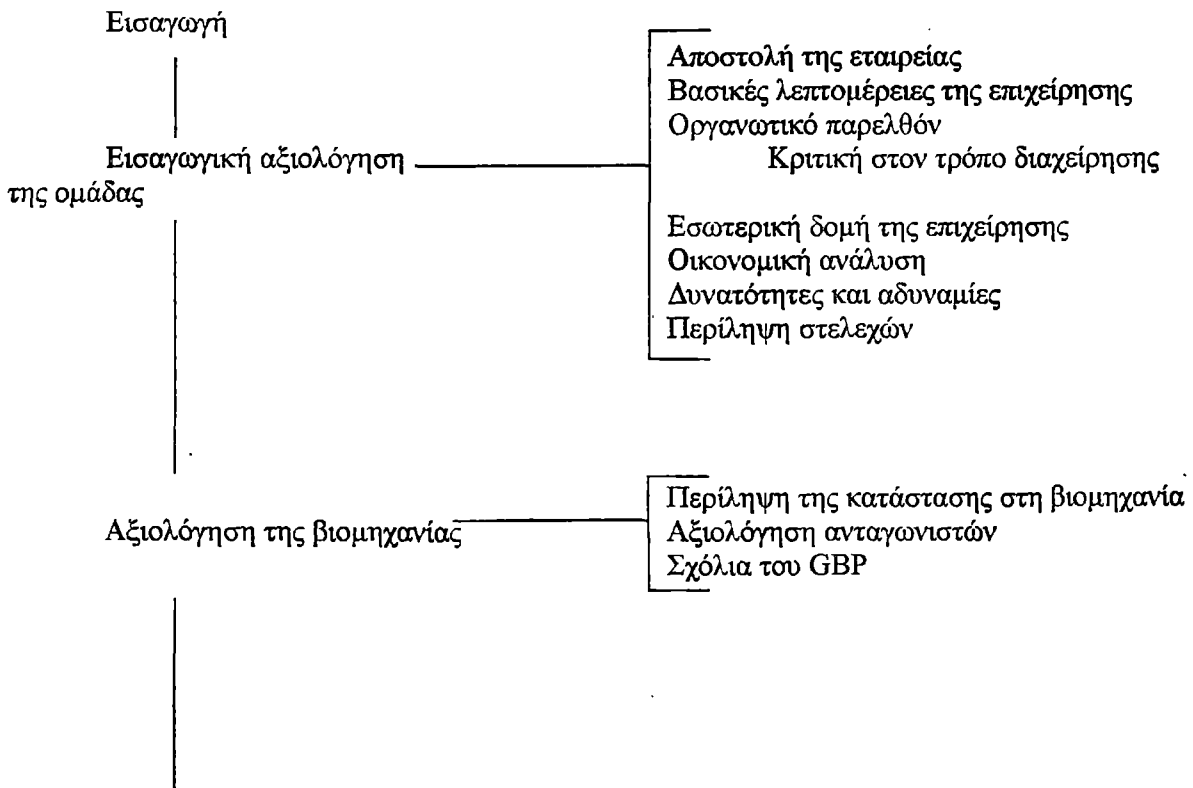 Εισαγωγή
Εισαγωγική αξιολόγηση
της ομάδας
Αποστολή της εταιρείας
Βασικές λεπτομέρειες της επιχείρησης
Οργανωτικό παρελθόν
Κριτική στον τρόπο διαχείρησης
Εσωτερική δομή της επιχείρησης
Οικονομική ανάλυση
Δυνατότητες και αδυναμίες
Περίληψη στελεχών
Αξιολόγηση της βιομηχανίας
Περίληψη της κατάστασης στη βιομηχανία
Αξιολόγηση ανταγωνιστών
Σχόλια του GBP